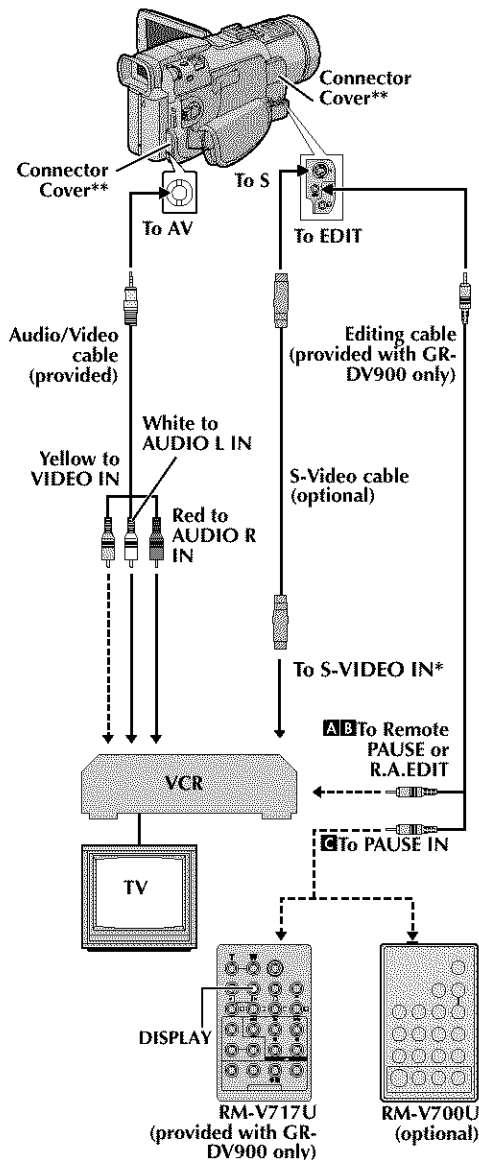 Connector
Cover**
Connector
Cover**
To AV
To S
To EDIT
Audio/Video
cable
(provided)
Editing cable
(provided with GR-
DV900 only)
White to
AUDIO L IN
Yellow to
VIDEO IN
Red to
AUDIO R
IN
S-Video cable
(optional)
To S-VIDEO IN*
A B To Remote
PAUSE or
R.A.EDIT
VCR
C To PAUSE IN
TV
T W
DISPLAY
RM-V717U
(provided with GR-
DV900 only)
RM-V700U
(optional)